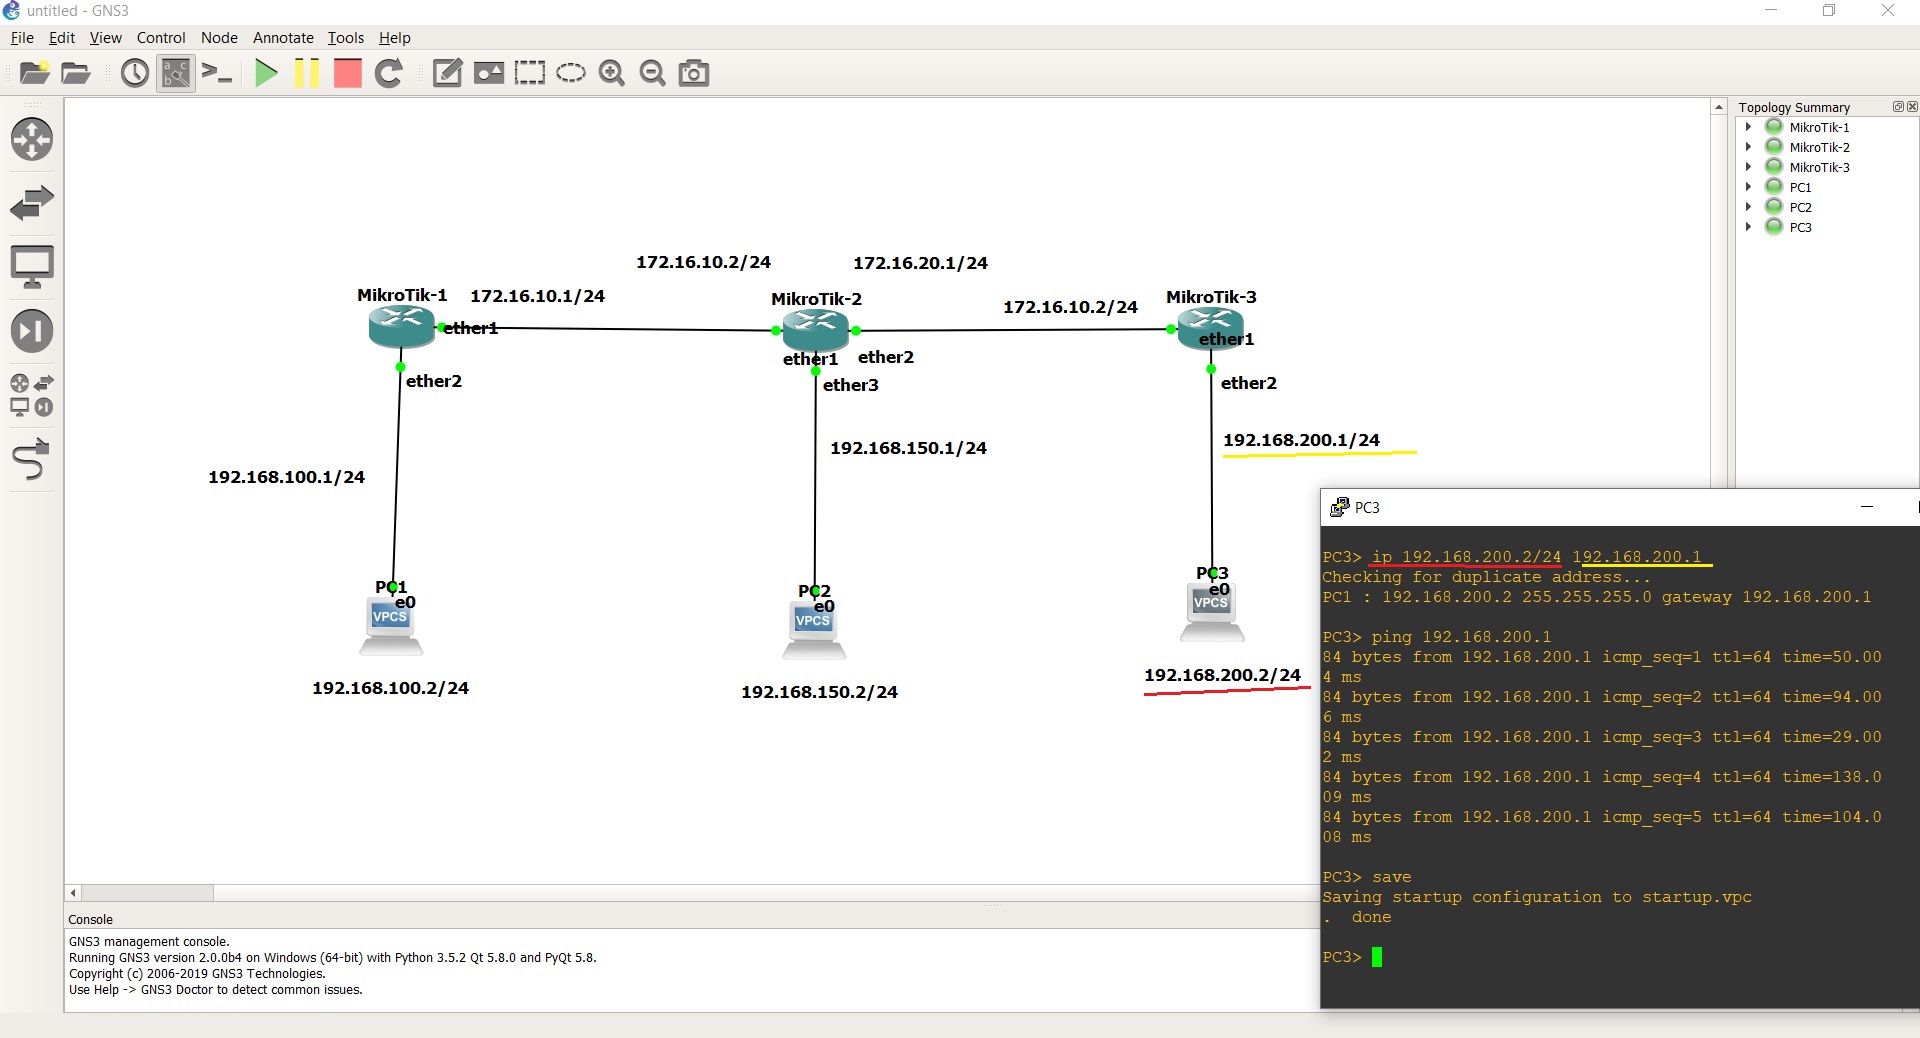 untitled - GNS3
File Edit View Control Node Annotate Tools Help
Topology Summary
MikroTik-1
MikroTik-2
MikroTik-3
PC1
PC2
PC3
172.16.10.2/24 172.16.20.1/24
MikroTik-1 172.16.10.1/24 MikroTik-2 172.16.10.2/24 MikroTik-3
ether1 ether1 ether2 ether1
ether2 ether3 ether2
192.168.200.1/24
192.168.150.1/24
192.168.100.1/24
PC1 PC2 PC3
e0 e0 e0
VPCS VPCS VPCS
192.168.200.2/24
192.168.100.2/24 192.168.150.2/24
PC3
PC3> ip 192.168.200.2/24 192.168.200.1
Checking for duplicate address...
PC1 : 192.168.200.2 255.255.255.0 gateway 192.168.200.1
PC3> ping 192.168.200.1
84 bytes from 192.168.200.1 icmp_seq=1 ttl=64 time=50.00
4 ms
84 bytes from 192.168.200.1 icmp_seq=2 ttl=64 time=94.00
6 ms
84 bytes from 192.168.200.1 icmp_seq=3 ttl=64 time=29.00
2 ms
84 bytes from 192.168.200.1 icmp_seq=4 ttl=64 time=138.0
09 ms
84 bytes from 192.168.200.1 icmp_seq=5 ttl=64 time=104.0
08 ms
PC3> save
Saving startup configuration to startup.vpc
.  done
PC3>
Console
GNS3 management console.
Running GNS3 version 2.0.0b4 on Windows (64-bit) with Python 3.5.2 Qt 5.8.0 and PyQt 5.8.
Copyright (c) 2006-2019 GNS3 Technologies.
Use Help -> GNS3 Doctor to detect common issues.